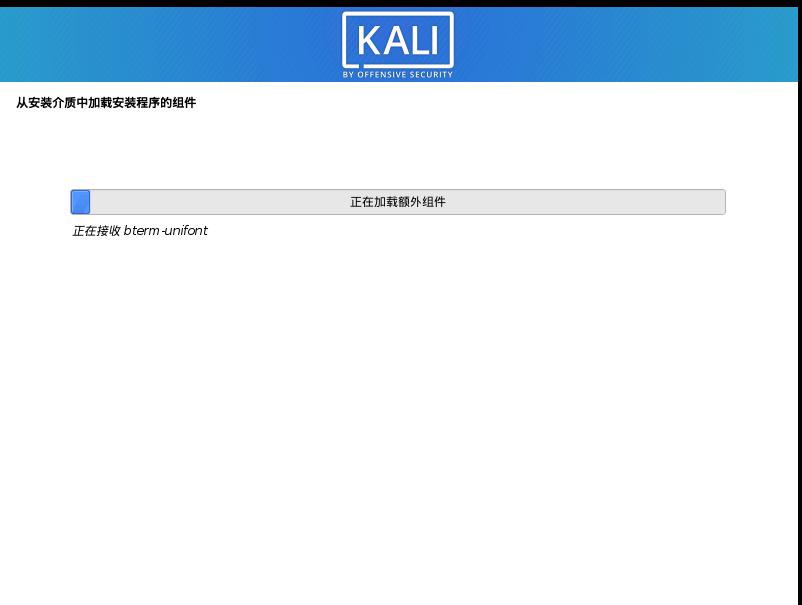 KALI
BY OFFENSIVE SECURITY
从安装介质中加载安装程序的组件
正在加载额外组件
正在接收 bterm-unifont